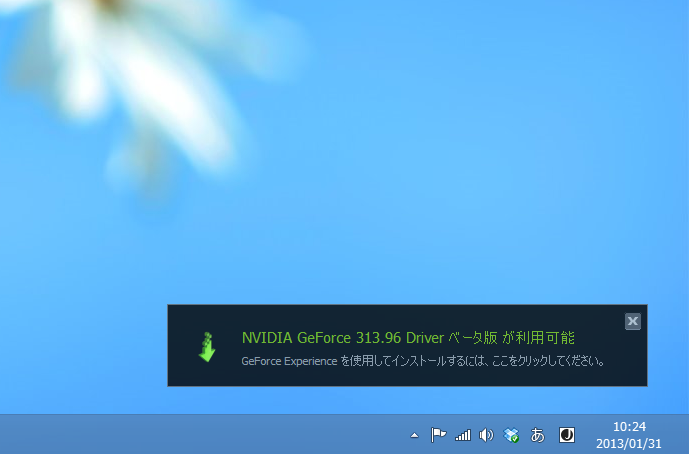 NVIDIA GeForce 313.96 Driver ベータ版 が利用可能
GeForce Experience を使用してインストールするには、ここをクリックしてください。
あ
J
10:24
2013/01/31